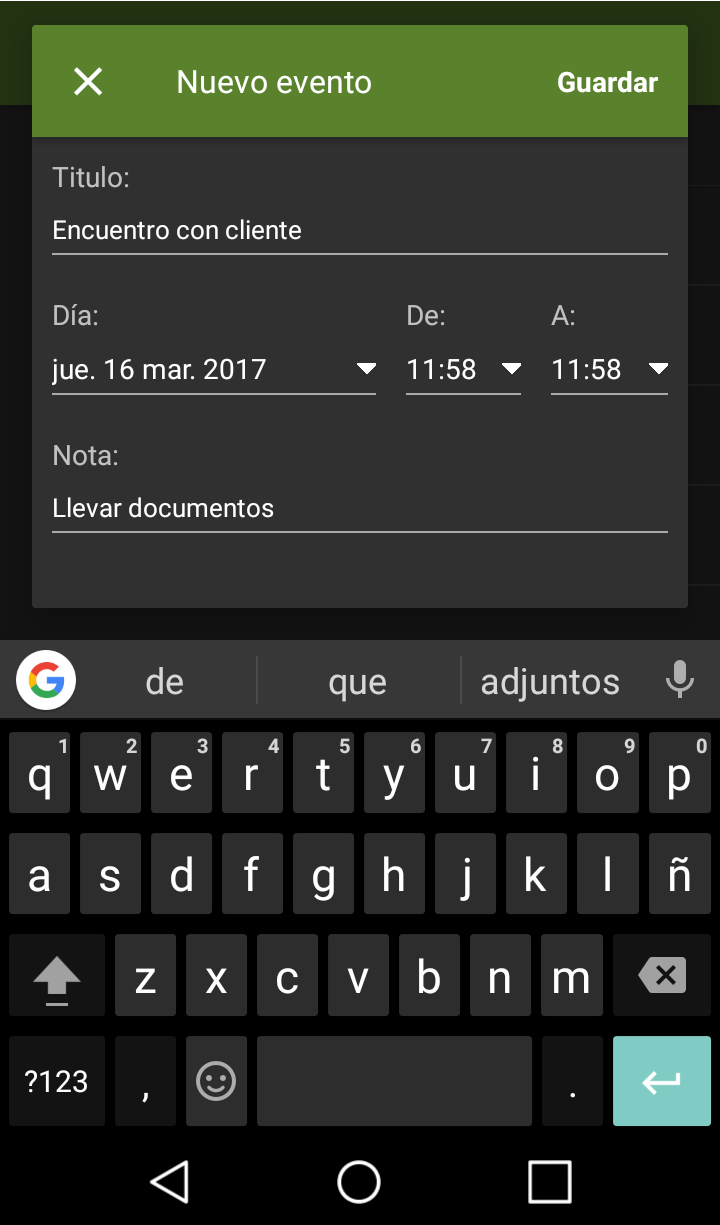 Nuevo evento Guardar
Titulo:
Encuentro con cliente
Día: De: A:
jue. 16 mar. 2017 11:58 11:58
Nota:
Llevar documentos
G de que adjuntos
1 2 3 4 5 6 7 8 9 0
q w e r t y u i o p
a s d f g h j k l ñ
z x c v b n m
?123 , .